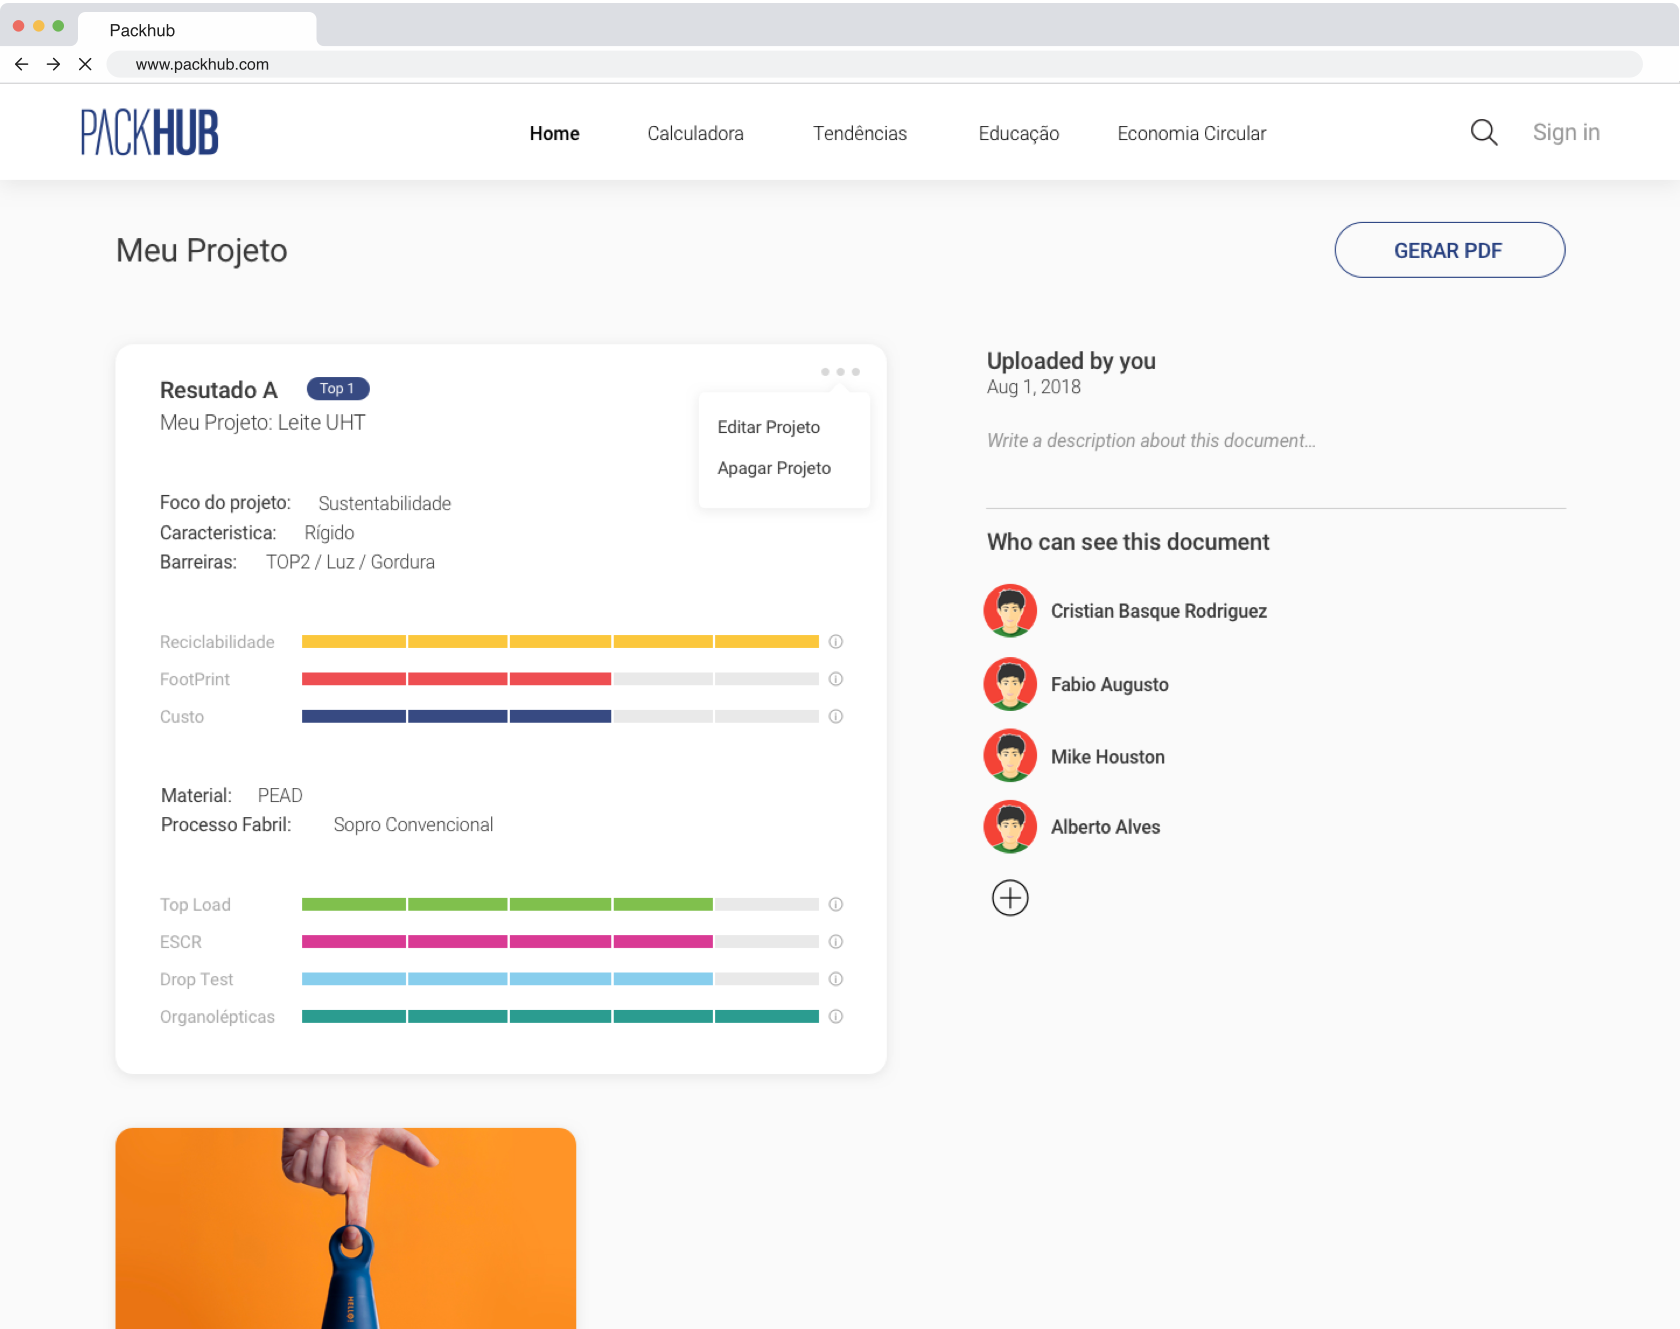 Packhub
www.packhub.com
PACKHUB
Home Calculadora Tendências Educação Economia Circular Sign in
Meu Projeto
GERAR PDF
Resutado A Top 1
Meu Projeto: Leite UHT
Editar Projeto
Apagar Projeto
Foco do projeto: Sustentabilidade
Caracteristica: Rígido
Barreiras: TOP2 / Luz / Gordura
Reciclabilidade
FootPrint
Custo
Material: PEAD
Processo Fabril: Sopro Convencional
Top Load
ESCR
Drop Test
Organolépticas
Uploaded by you
Aug 1, 2018
Write a description about this document...
Who can see this document
Cristian Basque Rodriguez
Fabio Augusto
Mike Houston
Alberto Alves
HELLO!